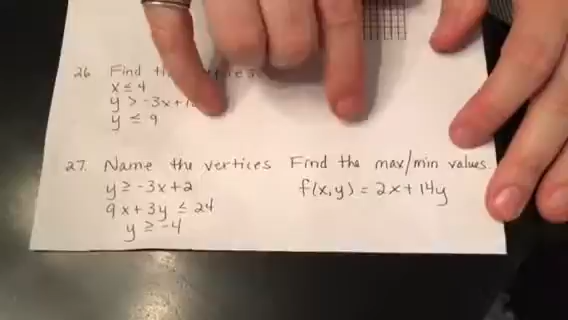 26 Find
x ≤ 4
y > -3x+
y ≤ 9
27. Name the vertices Find the max/min values.
y ≥ -3x+2 f(x,y) = 2x+14y
9x+3y ≤ 24
y ≥ -4